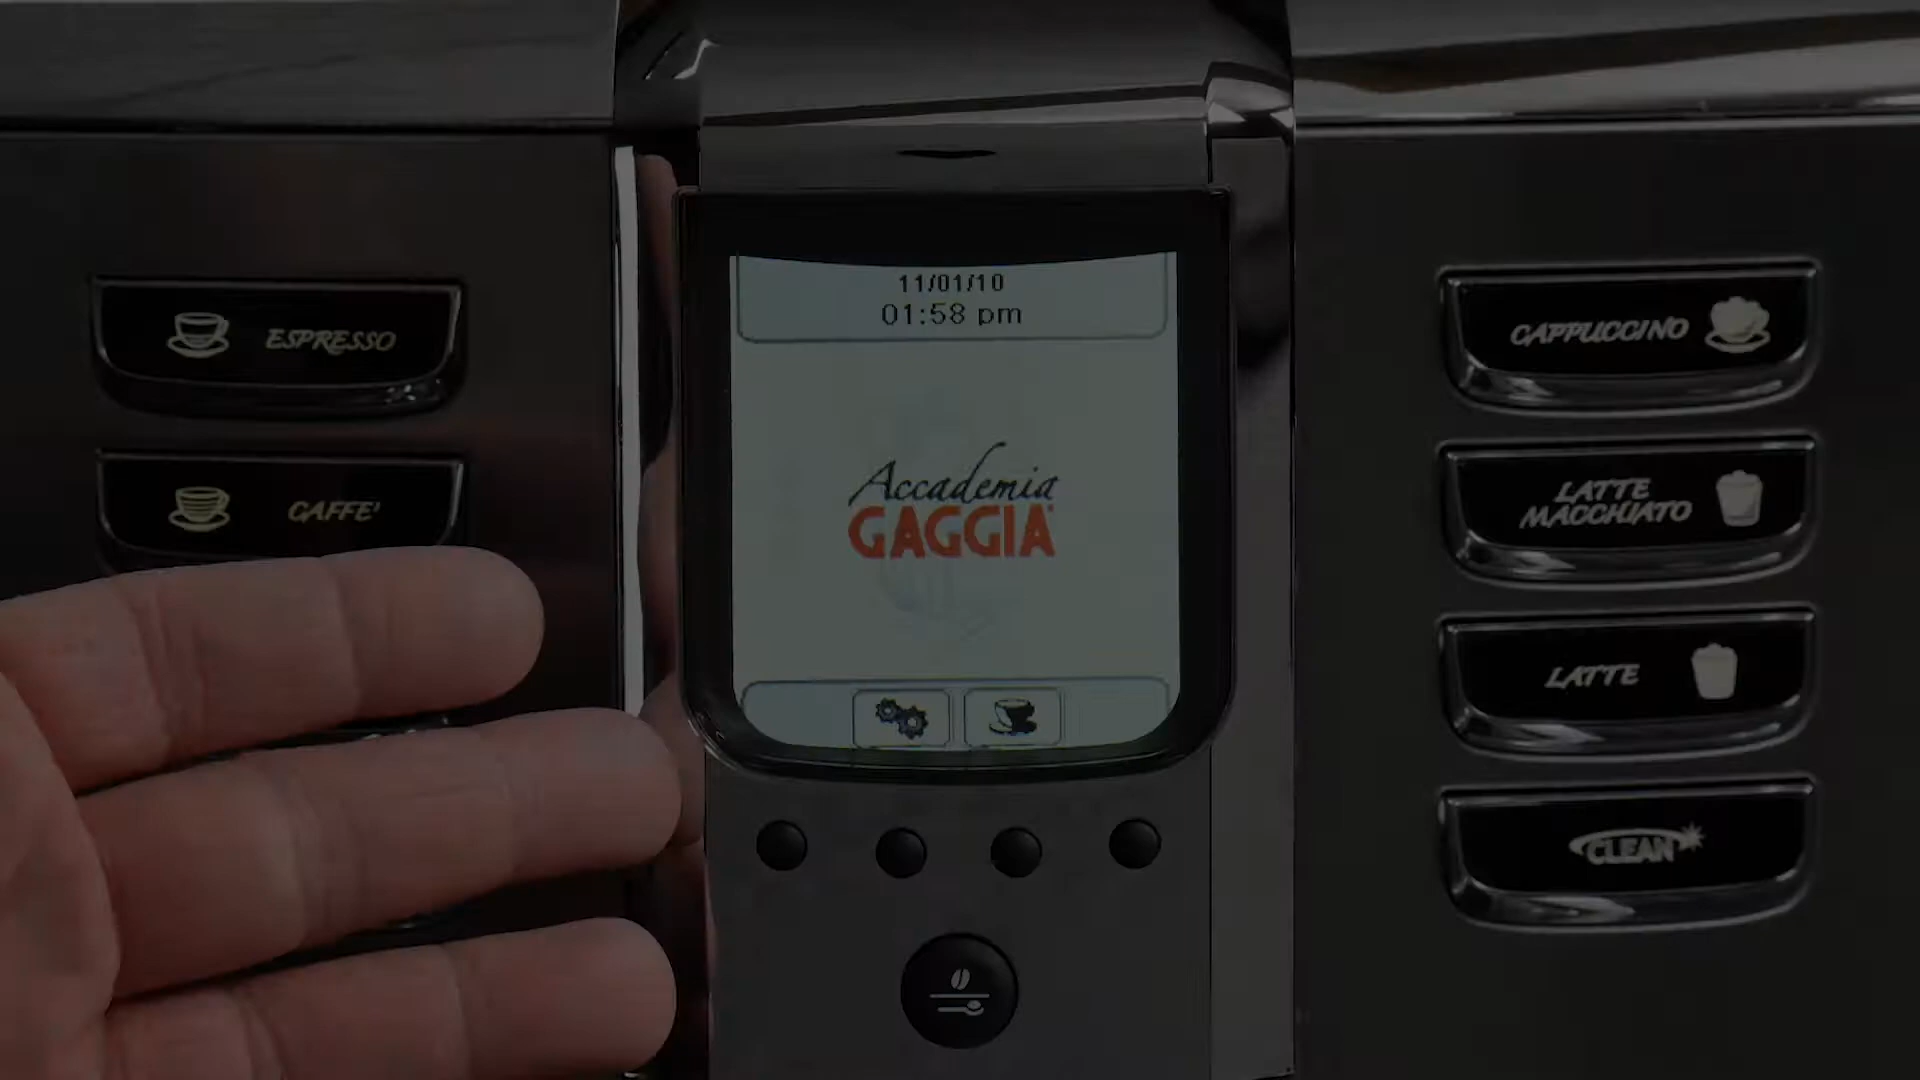 11/01/10
01:58 pm
ESPRESSO
CAFFE'
Accademia
GAGGIA
CAPPUCCINO
LATTE
MACCHIATO
LATTE
CLEAN